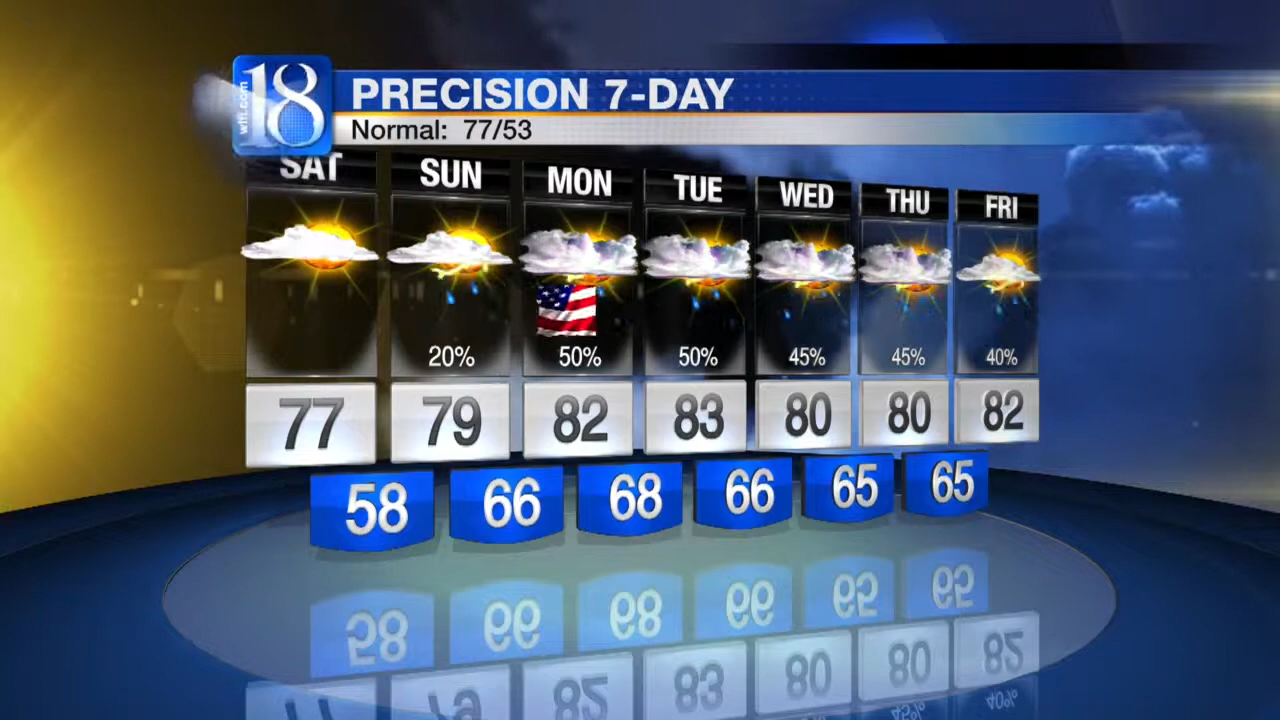 wlfi.com
18
PRECISION 7-DAY
Normal: 77/53
SAT SUN MON TUE WED THU FRI
20% 50% 50% 45% 45% 40%
77 79 82 83 80 80 82
58 66 68 66 65 65